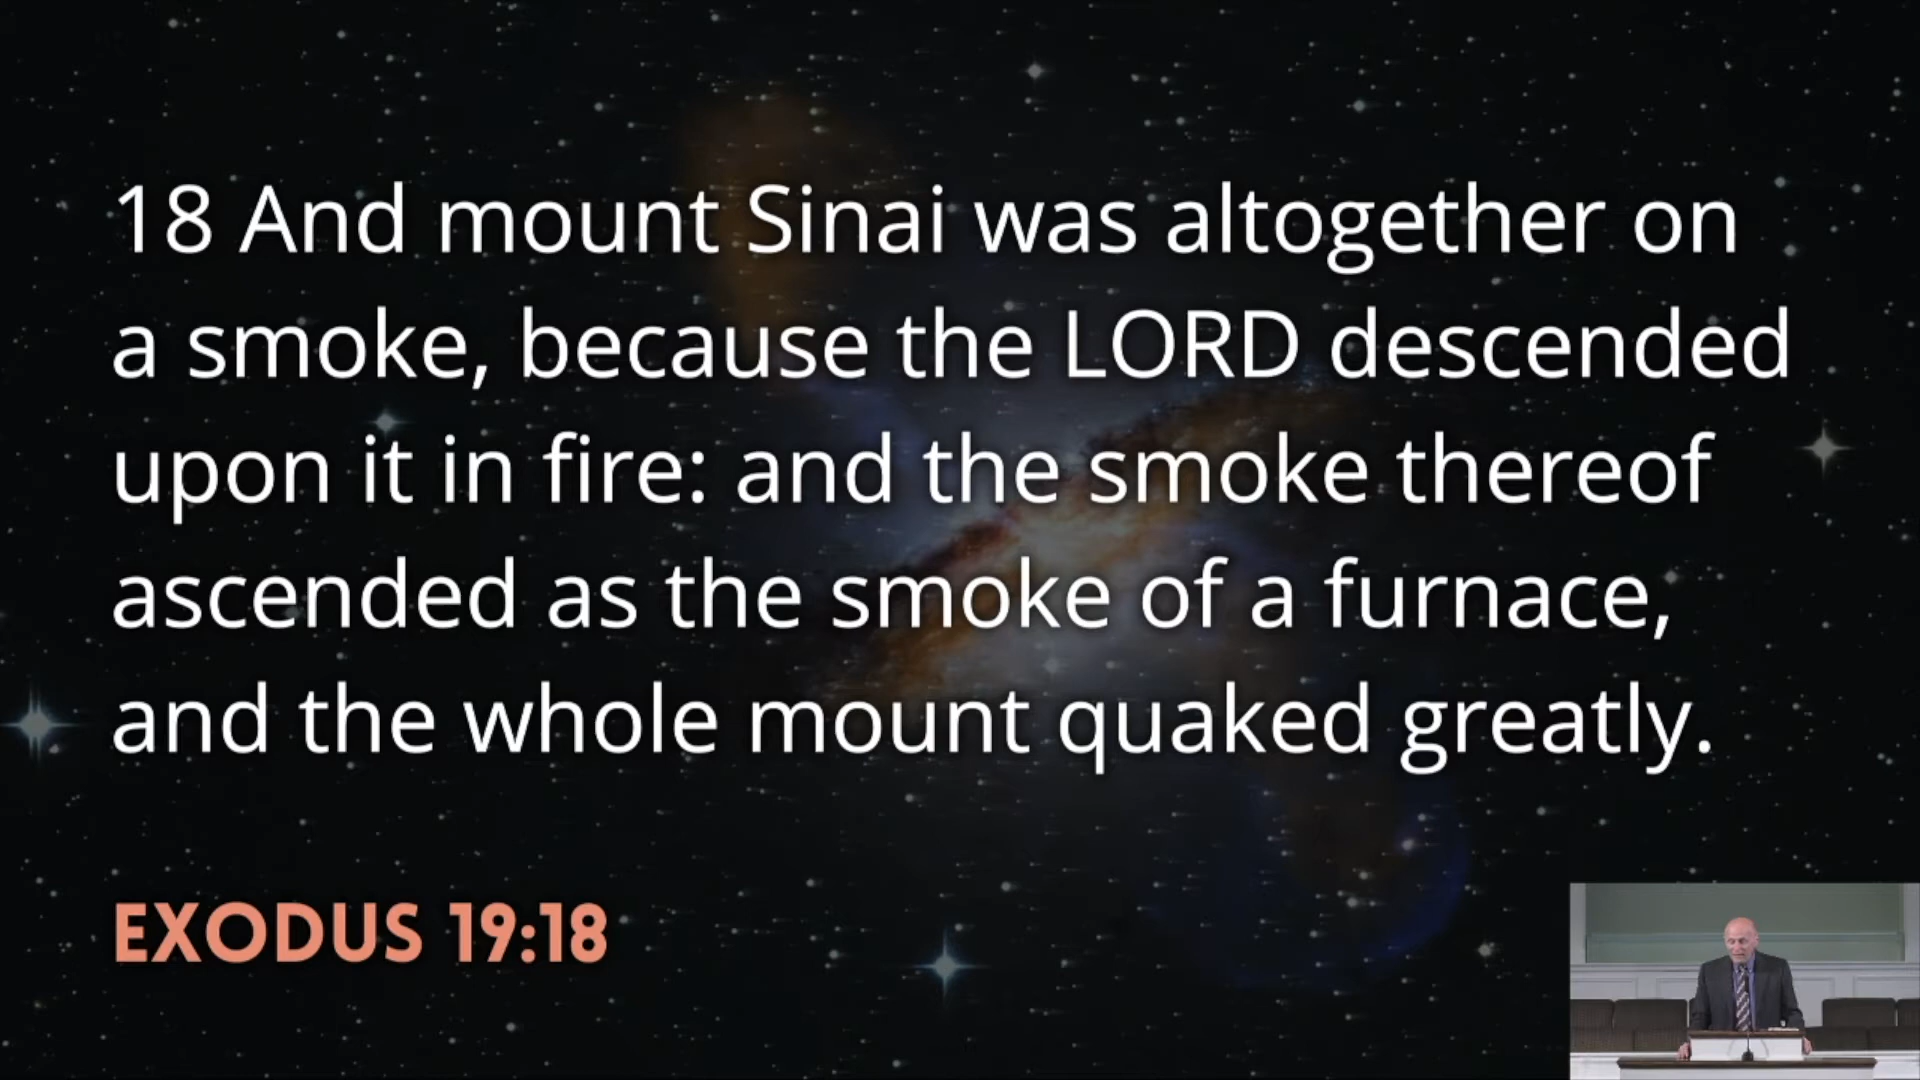 18 And mount Sinai was altogether on
a smoke, because the LORD descended
upon it in fire: and the smoke thereof
ascended as the smoke of a furnace,
and the whole mount quaked greatly.
EXODUS 19:18